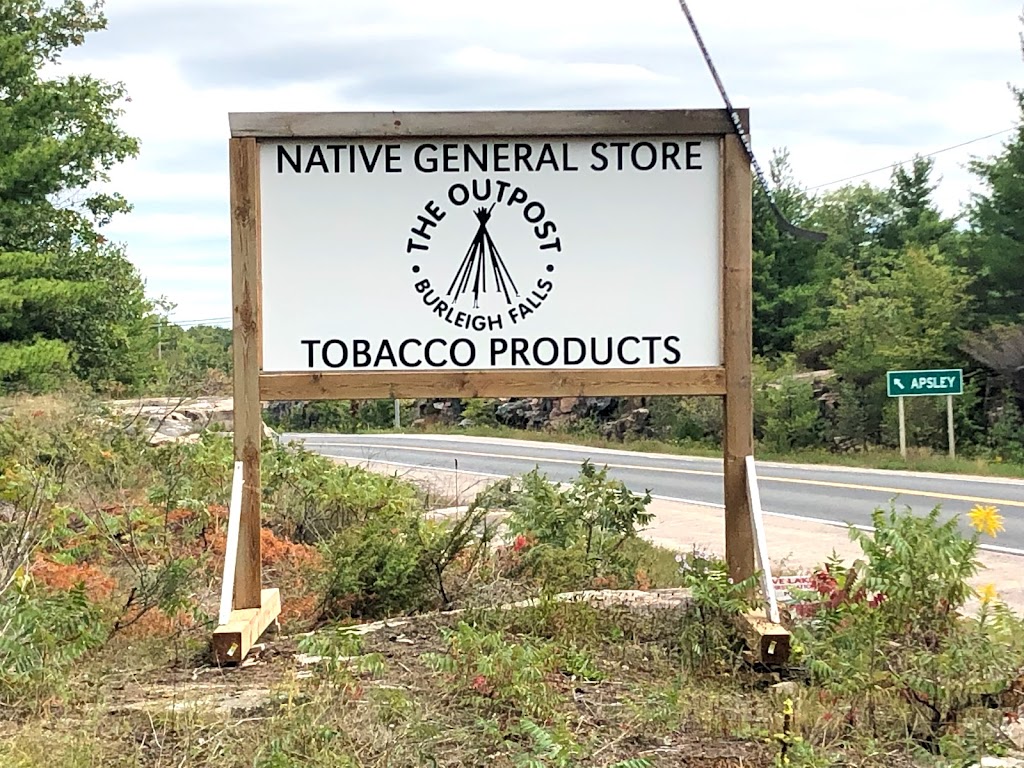 NATIVE GENERAL STORE
THE OUTPOST
• BURLEIGH FALLS •
TOBACCO PRODUCTS
↖ APSLEY